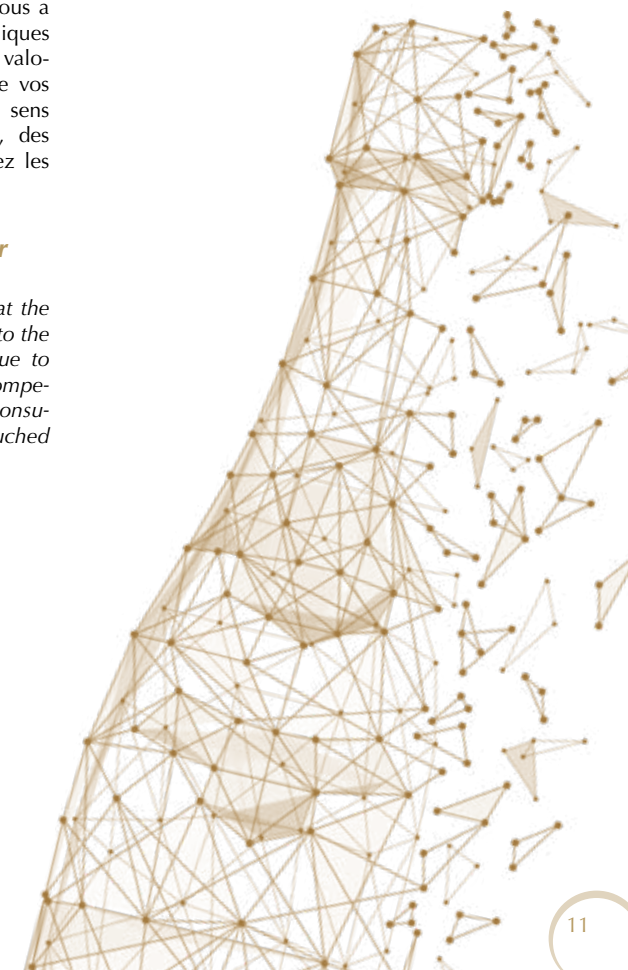 ous a
iques
valo-
e vos
sens
, des
ez les
r
at the
to the
ue to
ompe-
onsu-
uched
11